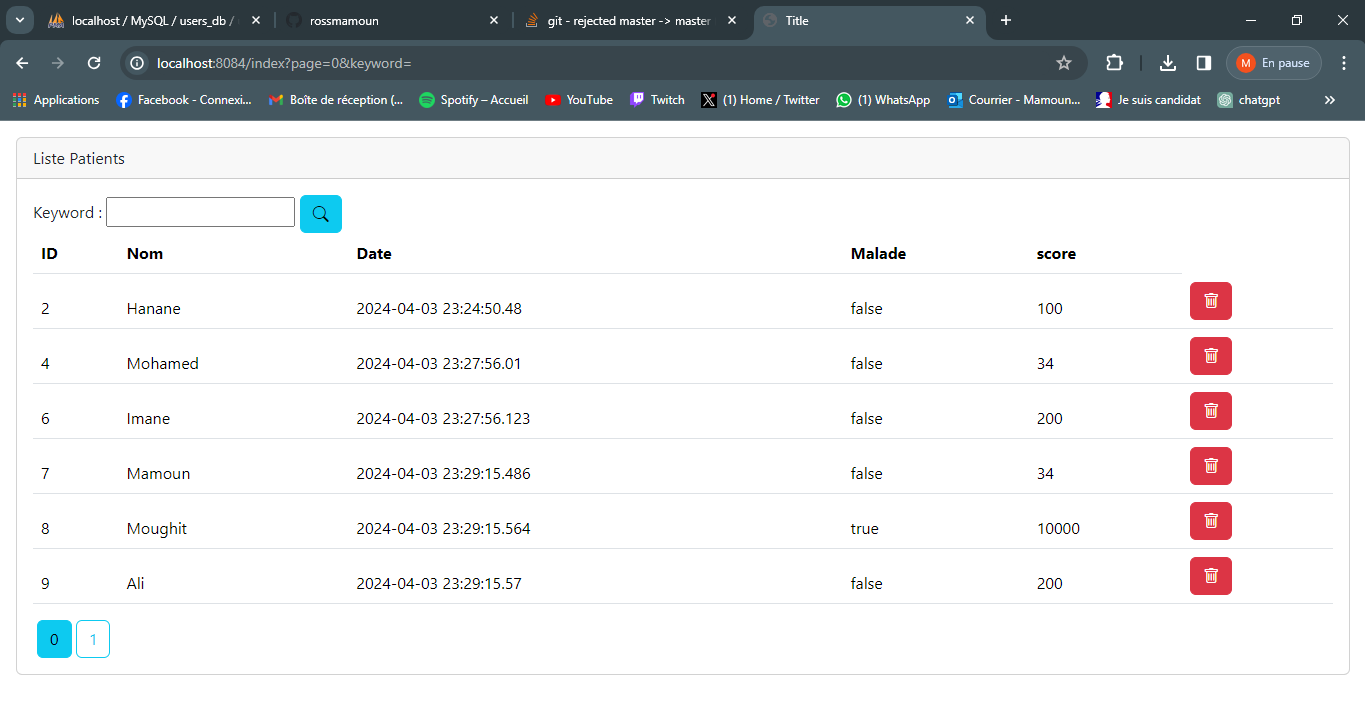 localhost / MySQL / users_db /
rossmamoun
git - rejected master -> master
Title
localhost:8084/index?page=0&keyword=
M En pause
Applications
Facebook - Connexi...
Boîte de réception (...
Spotify – Accueil
YouTube
Twitch
(1) Home / Twitter
(1) WhatsApp
Courrier - Mamoun...
Je suis candidat
chatgpt
Liste Patients
Keyword :
ID Nom Date Malade score
2 Hanane 2024-04-03 23:24:50.48 false 100
4 Mohamed 2024-04-03 23:27:56.01 false 34
6 Imane 2024-04-03 23:27:56.123 false 200
7 Mamoun 2024-04-03 23:29:15.486 false 34
8 Moughit 2024-04-03 23:29:15.564 true 10000
9 Ali 2024-04-03 23:29:15.57 false 200
0 1